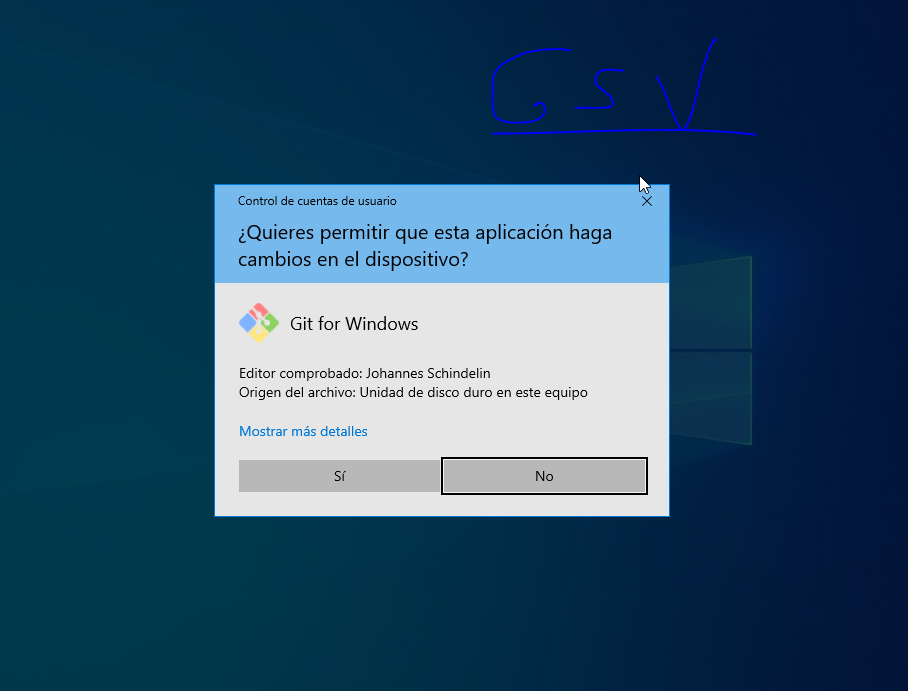 GSV
Control de cuentas de usuario
¿Quieres permitir que esta aplicación haga
cambios en el dispositivo?
Git for Windows
Editor comprobado: Johannes Schindelin
Origen del archivo: Unidad de disco duro en este equipo
Mostrar más detalles
Sí
No